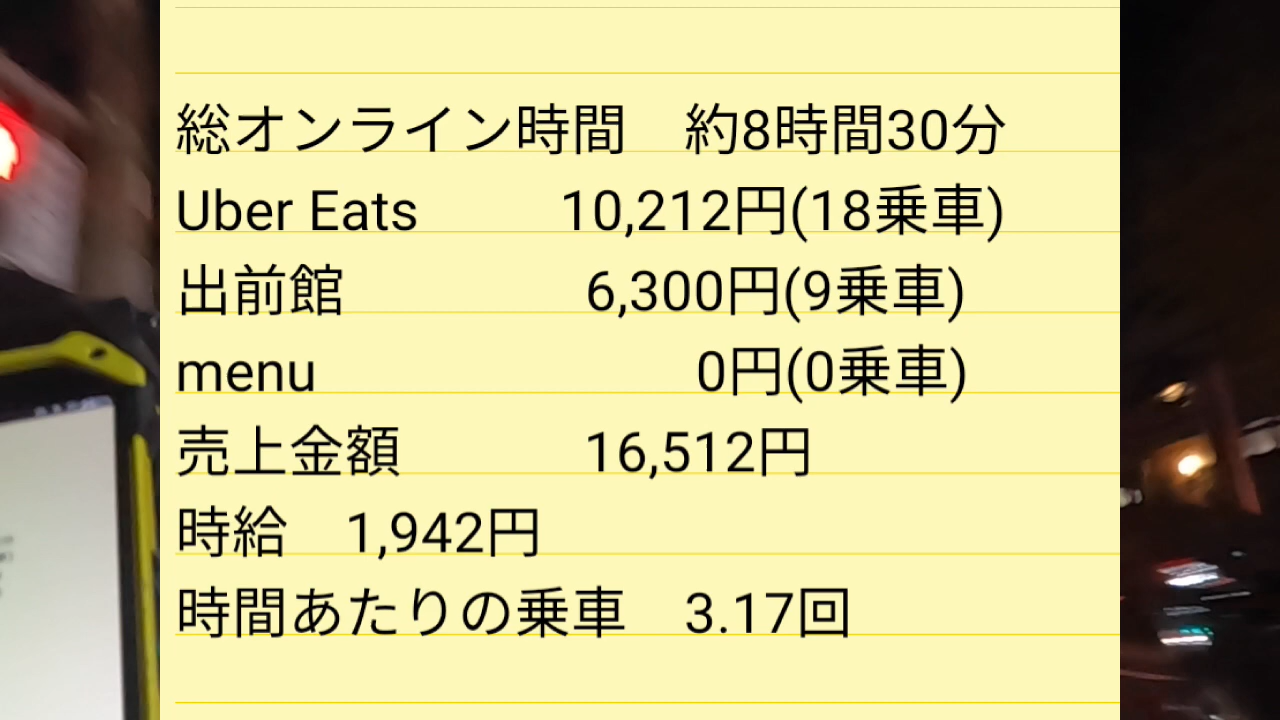 総オンライン時間　約8時間30分
Uber Eats　　10,212円(18乗車)
出前館　　　　6,300円(9乗車)
menu　　　　　　0円(0乗車)
売上金額　　　16,512円
時給　1,942円
時間あたりの乗車　3.17回